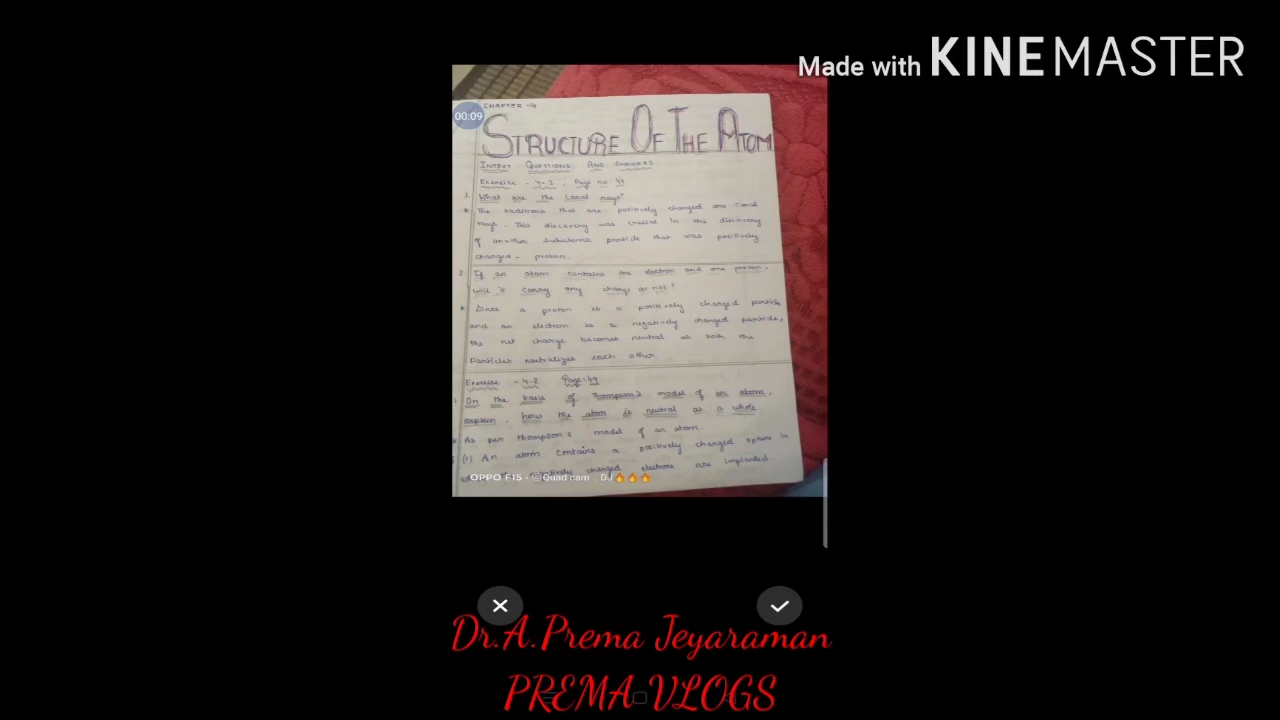 Made with KINEMASTER
CHAPTER -4
00:09
STRUCTURE OF THE ATOM
INTEXT QUESTIONS AND ANSWERS
Exercise - 4.1, Page no: 47
1. What are the Canal rays?
* The radiations that are positively charged are Canal
rays. This discovery was crucial in the discovery
of another subatomic particle that was positively
charged - proton.
2. If an atom contains one electron and one proton,
will it carry any charge or not?
* Since a proton is a positively charged particle
and an electron is a negatively charged particle,
the net charge becomes neutral as both the
Particles neutralizes each other.
Exercise - 4.2 Page: 49
On the basis of Thompson's model of an atom,
explain, how the atom is neutral as a whole
* As per thompson's model of an atom.
(i) An atom contains a positively charged sphere in
negatively charged electrons are implanted.
OPPO F15 · Quad cam DJ🔥🔥🔥
Dr.A.Prema Jeyaraman
PREMA VLOGS